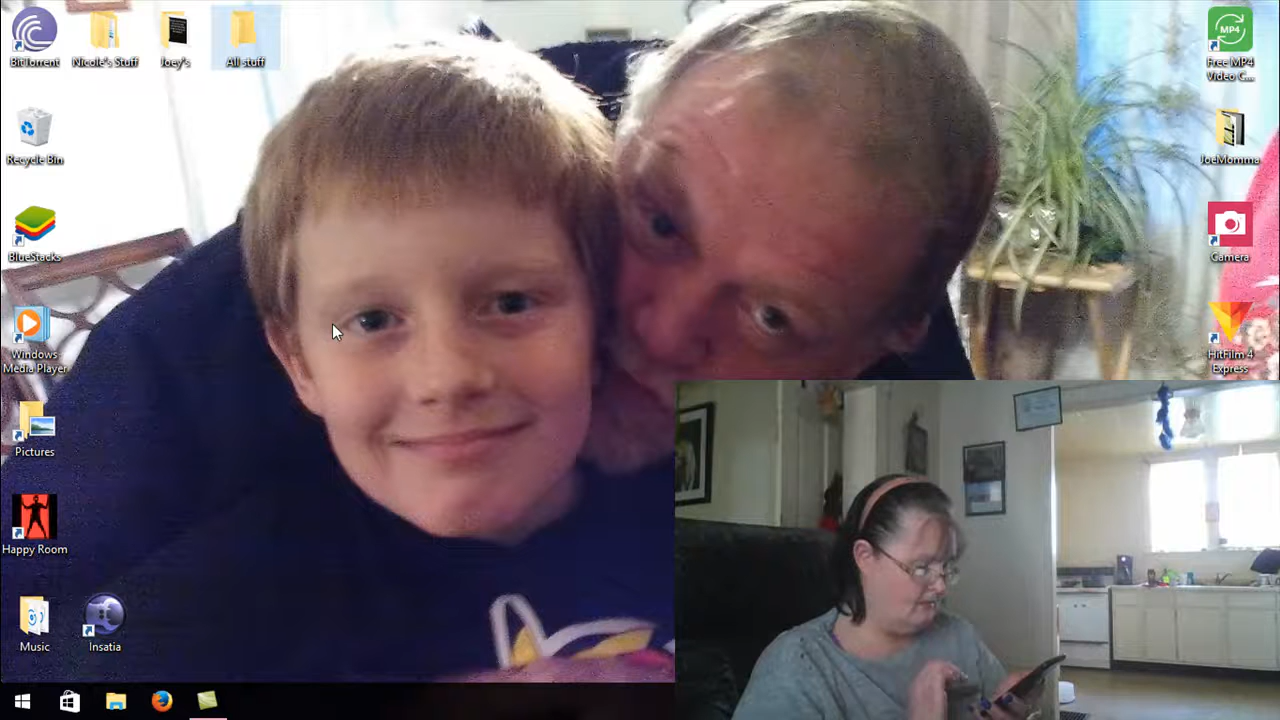 BitTorrent
Nicole's Stuff
Joey's
All stuff
Free MP4
Video C...
MP4
Recycle Bin
JoeMomma
BlueStacks
Camera
Windows
Media Player
HitFilm 4
Express
Pictures
Happy Room
Music
Insatia